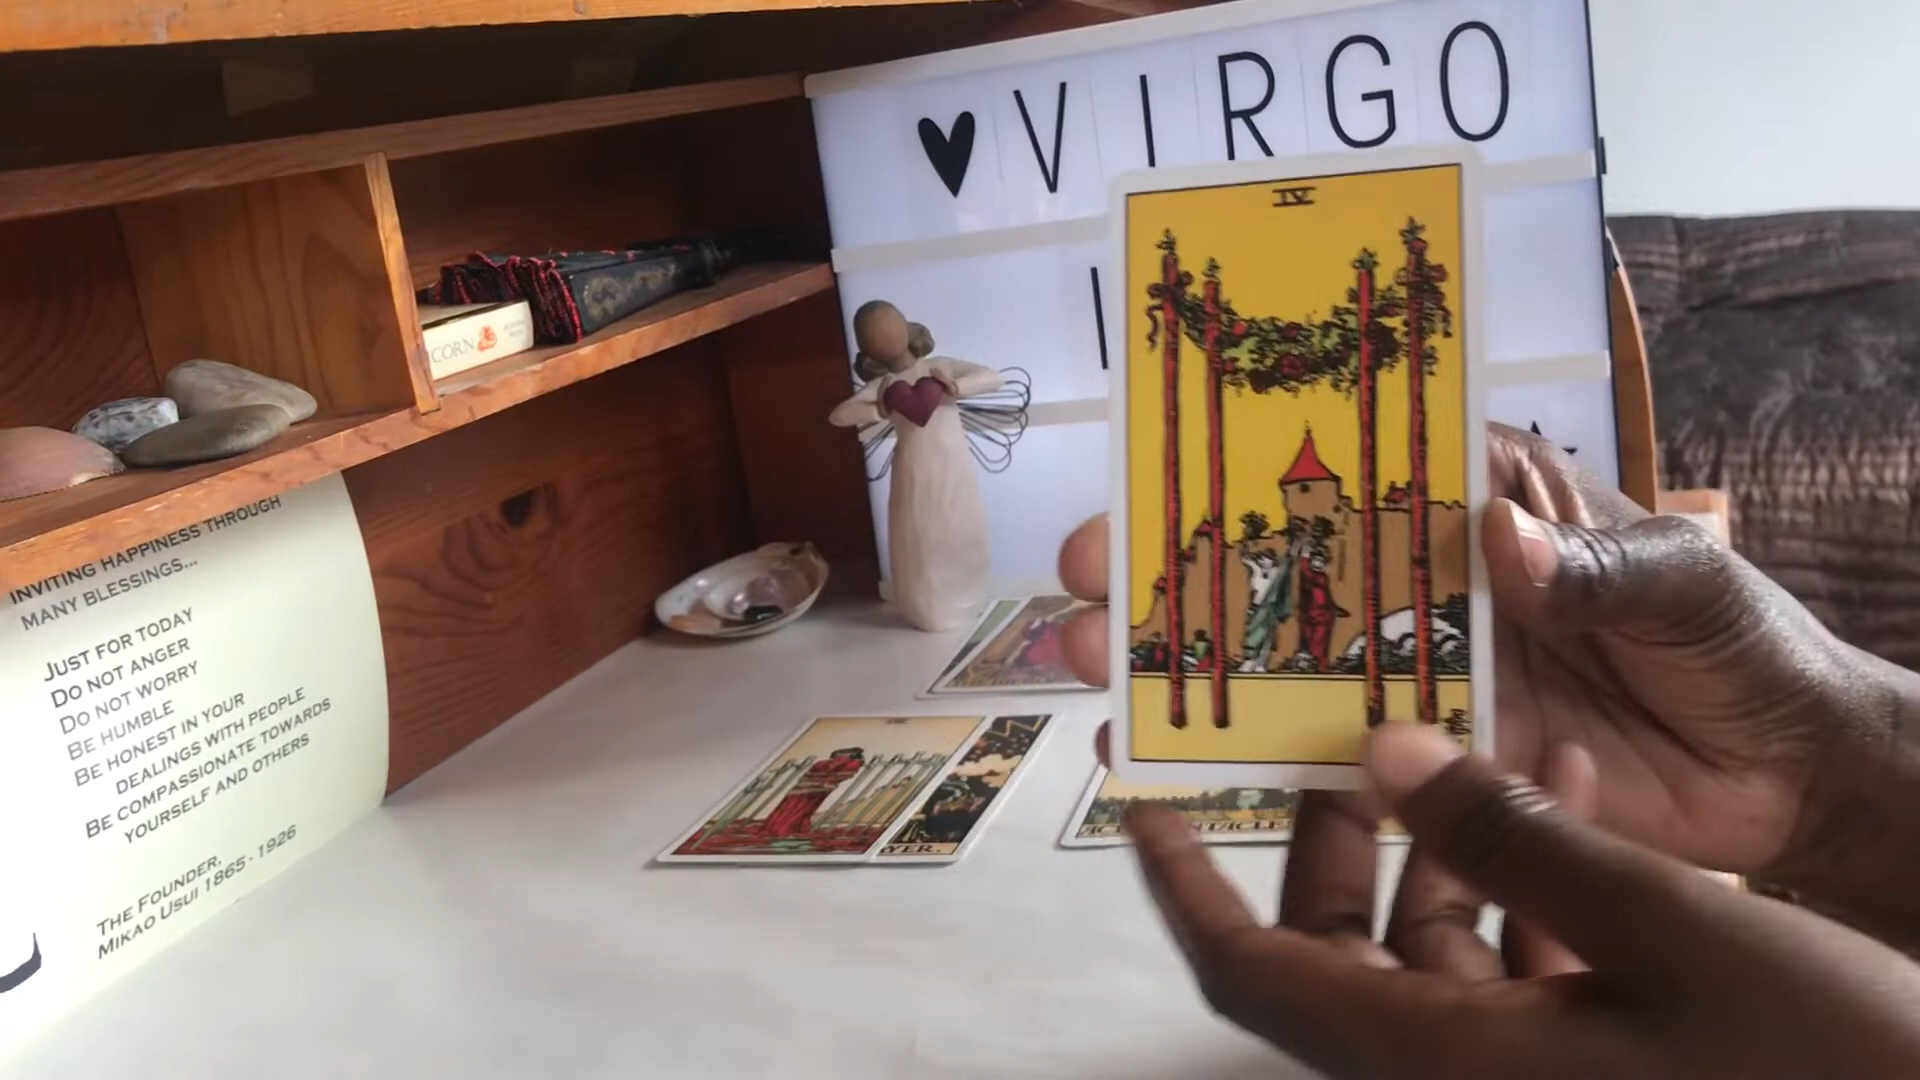 ♥ VIRGO
IV
CORN
INVITING HAPPINESS THROUGH
MANY BLESSINGS...
JUST FOR TODAY
DO NOT ANGER
DO NOT WORRY
BE HUMBLE
BE HONEST IN YOUR
DEALINGS WITH PEOPLE
BE COMPASSIONATE TOWARDS
YOURSELF AND OTHERS
THE FOUNDER,
MIKAO USUI 1865-1926
WER.